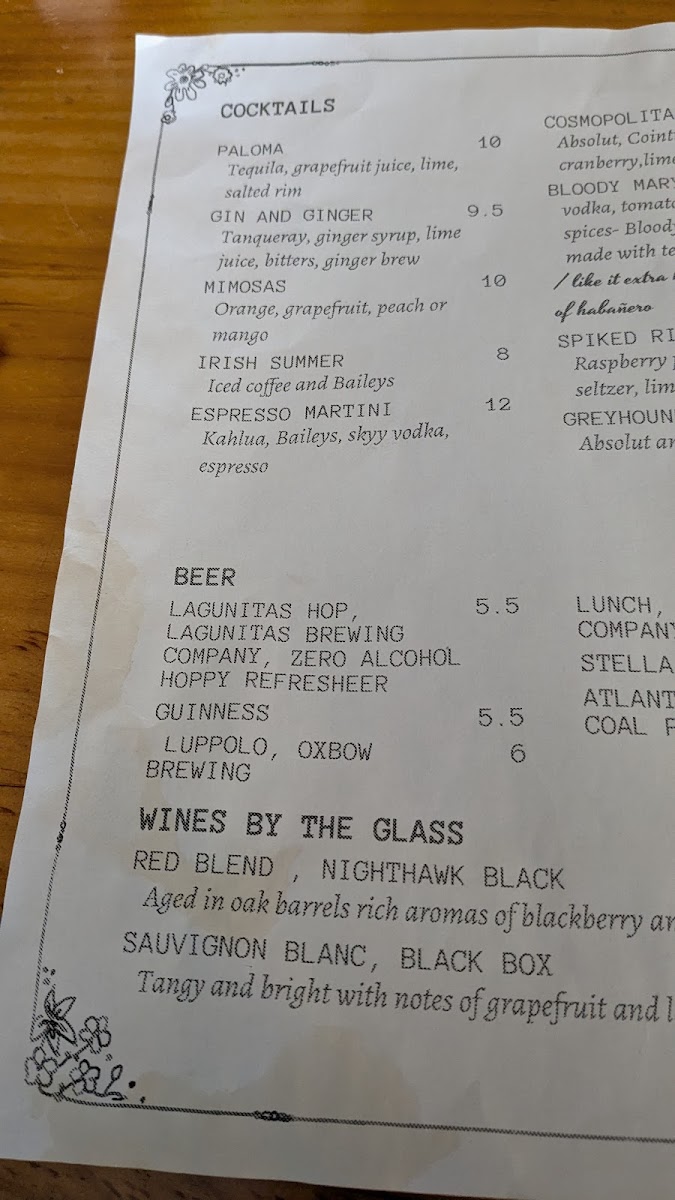 COCKTAILS
PALOMA 10
Tequila, grapefruit juice, lime,
salted rim
GIN AND GINGER 9.5
Tanqueray, ginger syrup, lime
juice, bitters, ginger brew
MIMOSAS 10
Orange, grapefruit, peach or
mango
IRISH SUMMER 8
Iced coffee and Baileys
ESPRESSO MARTINI 12
Kahlua, Baileys, skyy vodka,
espresso
COSMOPOLITA
Absolut, Coint
cranberry,lime
BLOODY MARY
vodka, tomato
spices- Bloody
made with te
/ like it extra
of habañero
SPIKED RI
Raspberry
seltzer, lim
GREYHOUN
Absolut an
BEER
LAGUNITAS HOP, 5.5
LAGUNITAS BREWING
COMPANY, ZERO ALCOHOL
HOPPY REFRESHEER
GUINNESS 5.5
LUPPOLO, OXBOW 6
BREWING
LUNCH,
COMPANY
STELLA
ATLANT
COAL
WINES BY THE GLASS
RED BLEND , NIGHTHAWK BLACK
Aged in oak barrels rich aromas of blackberry an
SAUVIGNON BLANC, BLACK BOX
Tangy and bright with notes of grapefruit and l